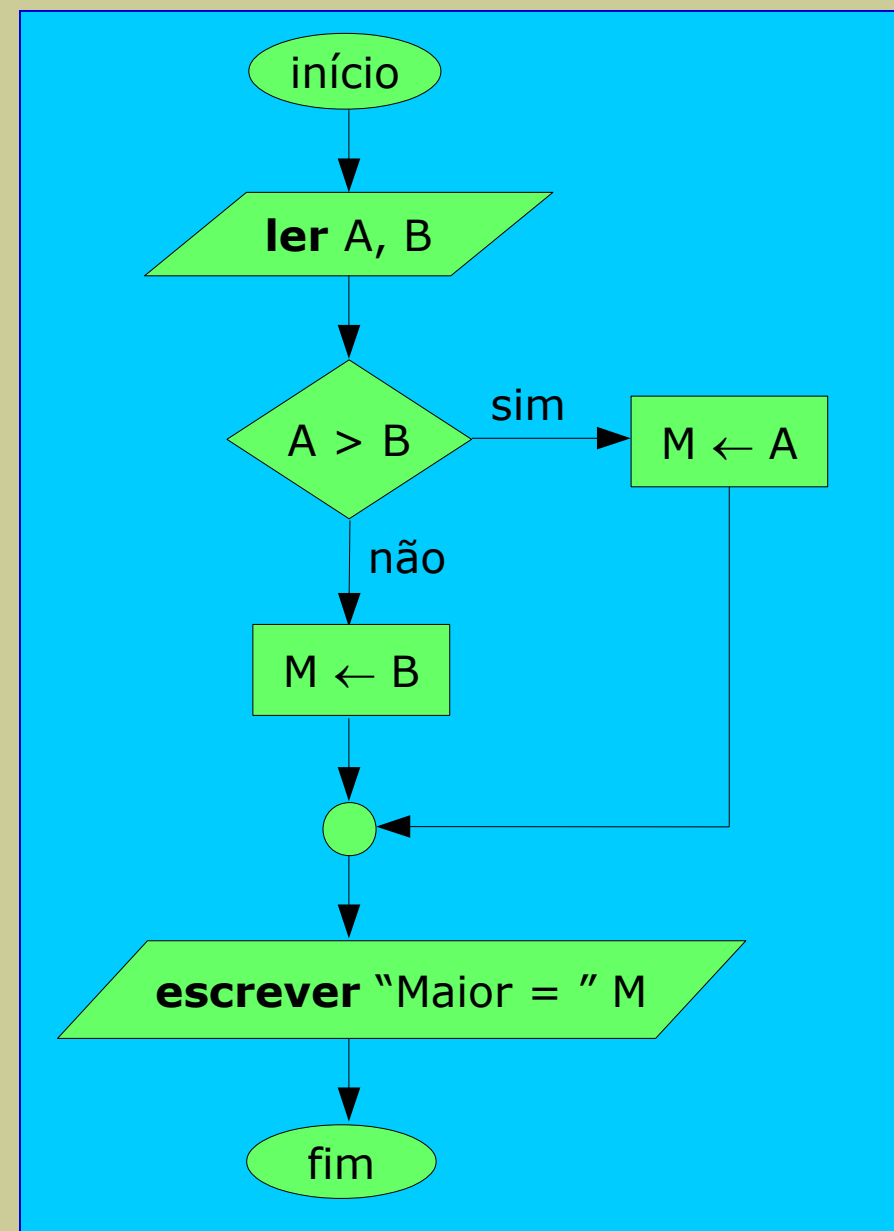 início
ler A, B
A > B
sim
M ← A
não
M ← B
escrever “Maior = ” M
fim